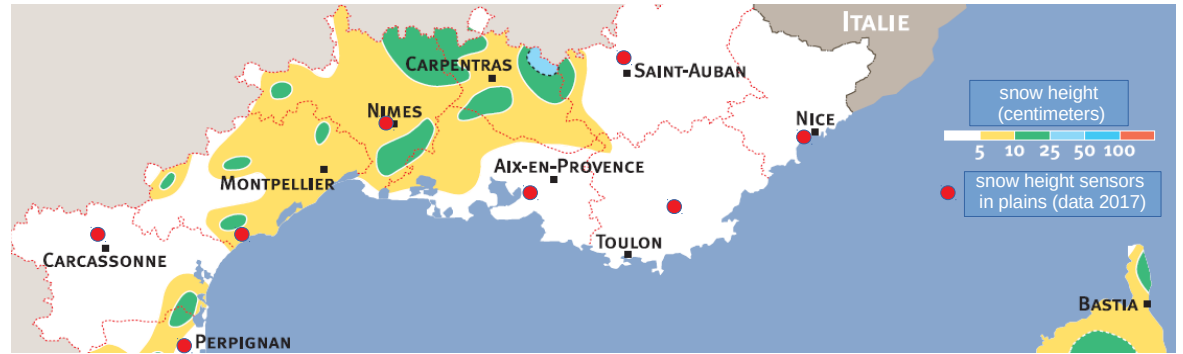 ITALIE
CARPENTRAS
SAINT-AUBAN
snow height
(centimeters)
NIMES
NICE
5 10 25 50 100
AIX-EN-PROVENCE
MONTPELLIER
snow height sensors
in plains (data 2017)
TOULON
CARCASSONNE
BASTIA
PERPIGNAN